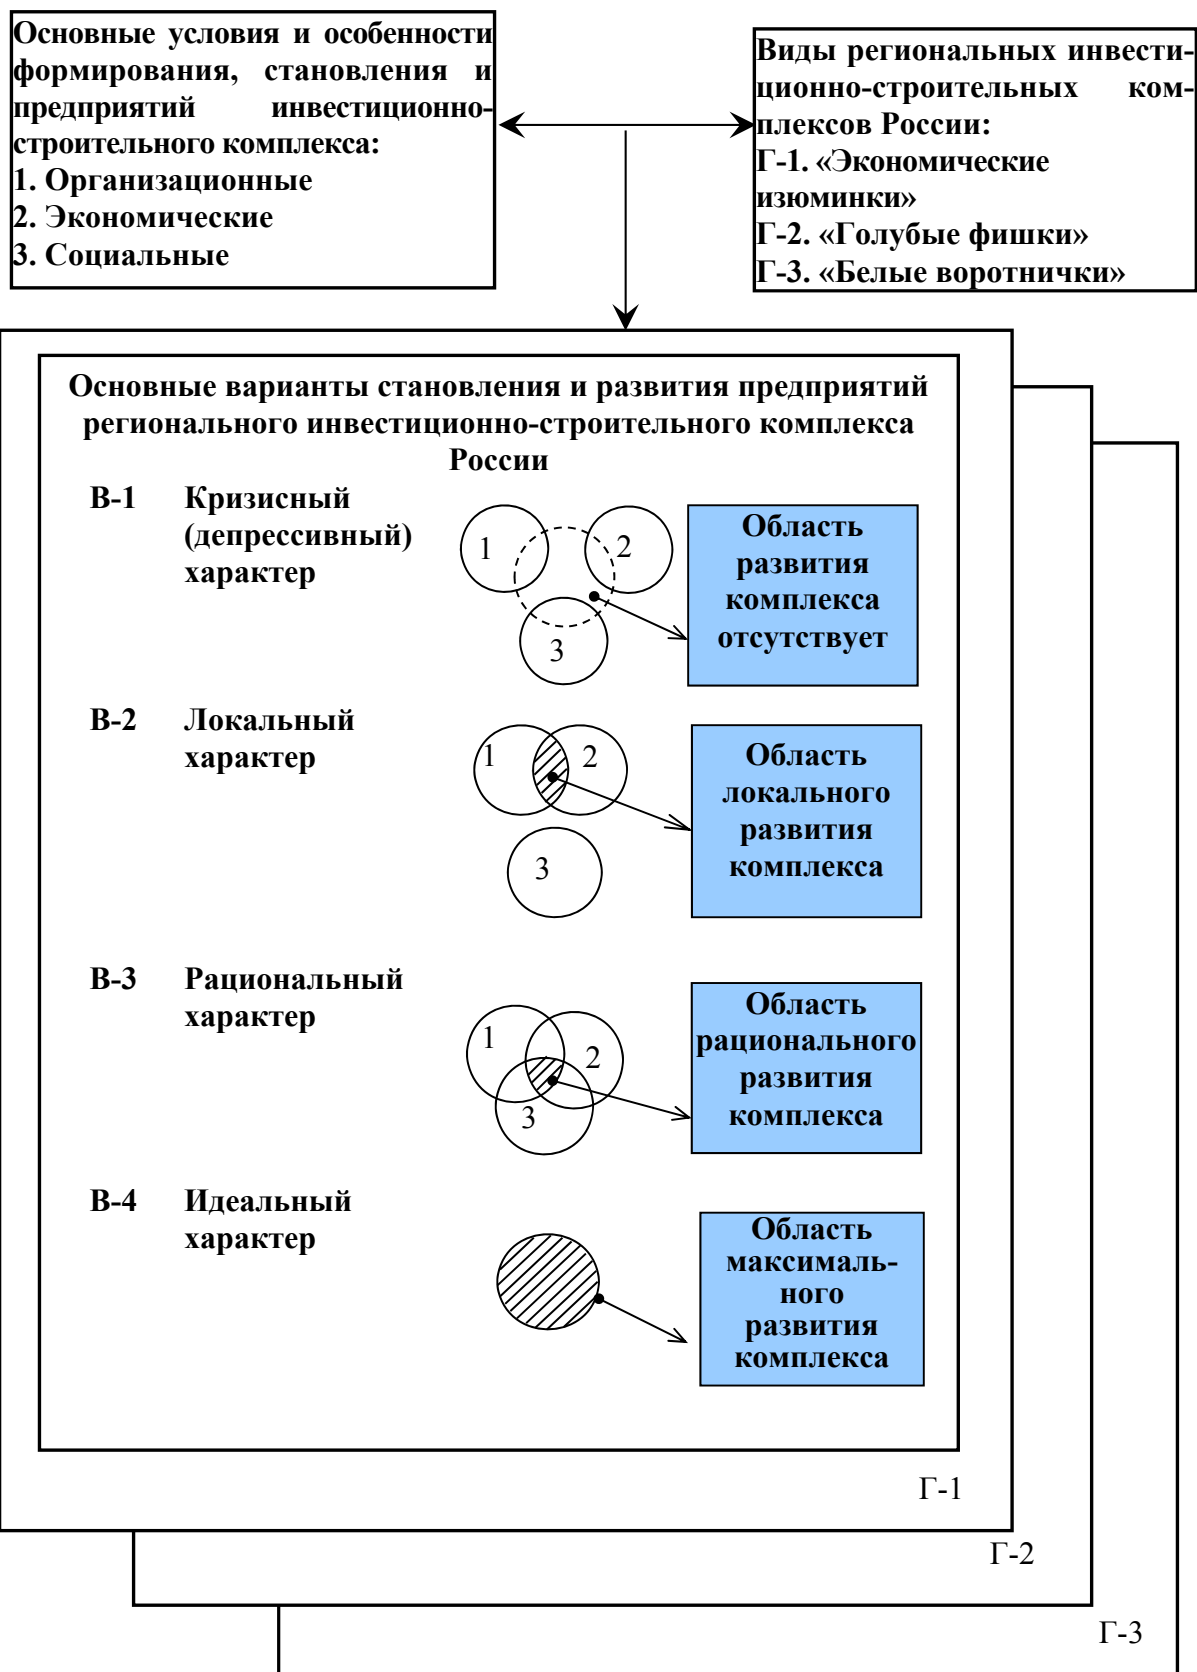 Основные условия и особенности
формирования, становления и
предприятий инвестиционно-
строительного комплекса:
1. Организационные
2. Экономические
3. Социальные
Виды региональных инвести-
ционно-строительных ком-
плексов России:
Г-1. «Экономические
изюминки»
Г-2. «Голубые фишки»
Г-3. «Белые воротнички»
Основные варианты становления и развития предприятий
регионального инвестиционно-строительного комплекса
России
В-1 Кризисный
(депрессивный)
характер
1
2
3
Область
развития
комплекса
отсутствует
В-2 Локальный
характер
1
2
3
Область
локального
развития
комплекса
В-3 Рациональный
характер
1
2
3
Область
рационального
развития
комплекса
В-4 Идеальный
характер
Область
максималь-
ного
развития
комплекса
Г-1
Г-2
Г-3